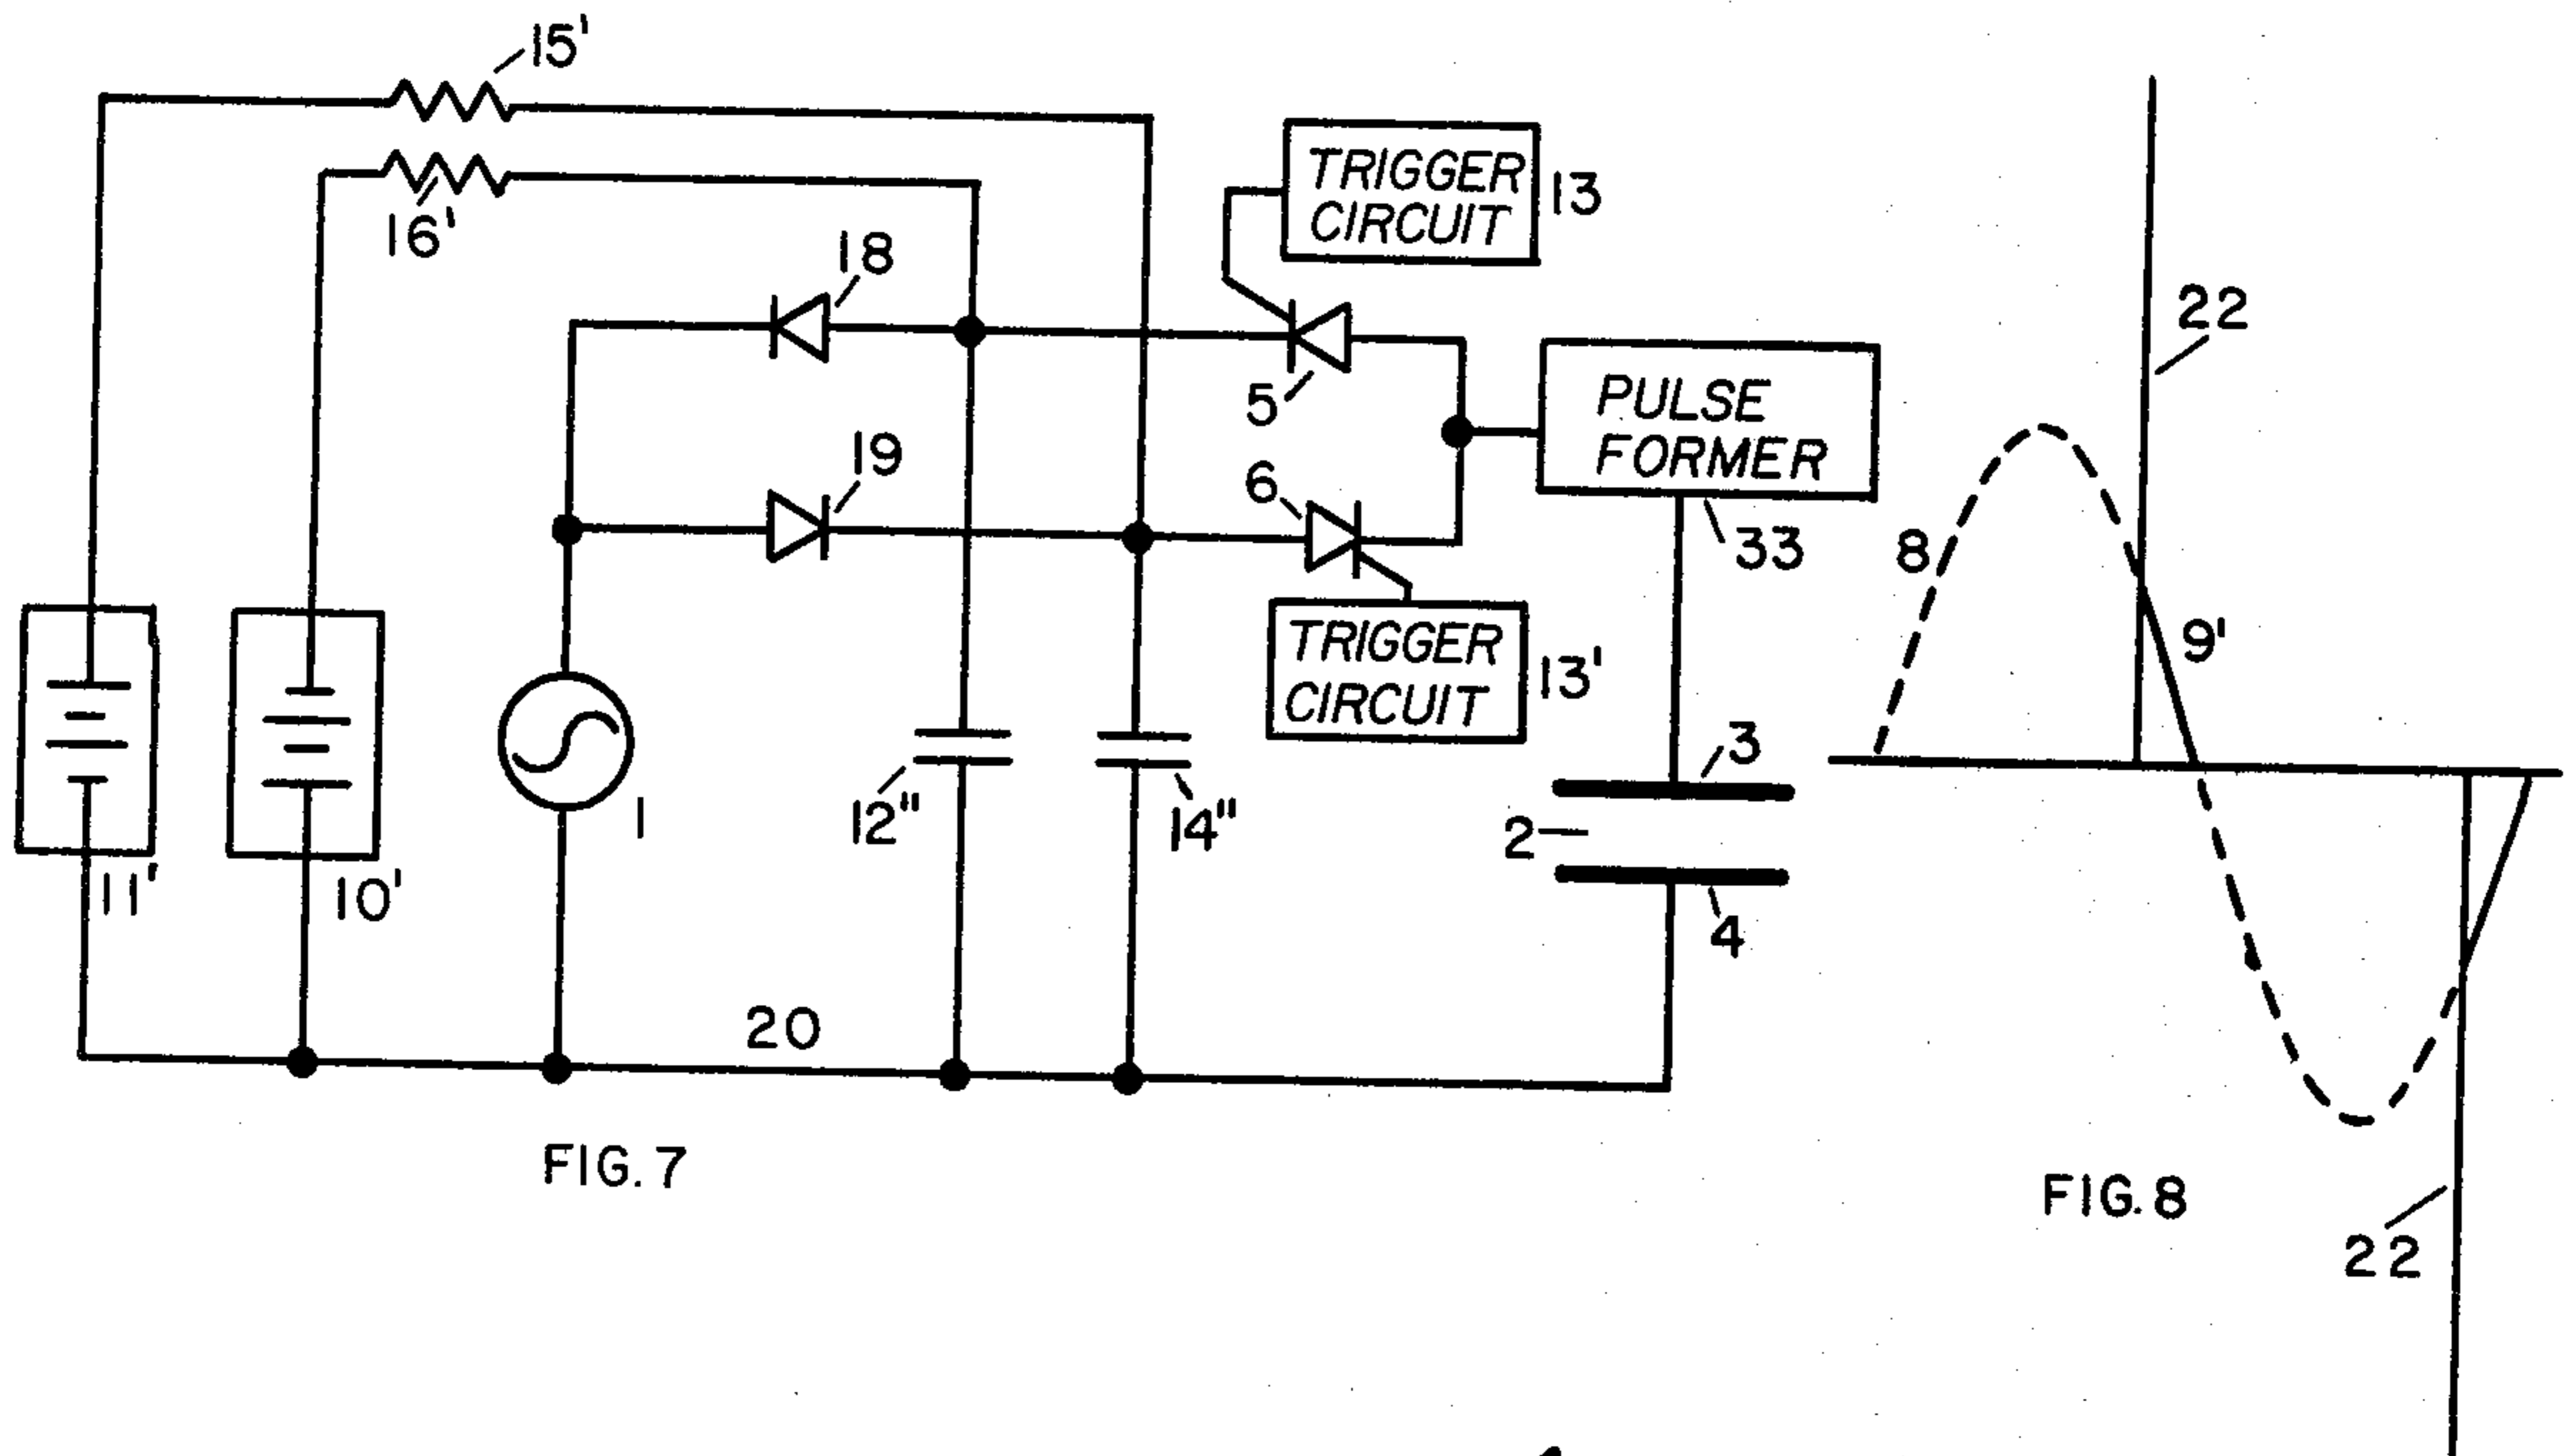 15'
16'
TRIGGER
CIRCUIT
13
18
22
5
PULSE
FORMER
19
6
33
8
9'
TRIGGER
CIRCUIT
13'
3
1
12"
14"
2
11'
10'
4
20
FIG. 7
FIG. 8
22